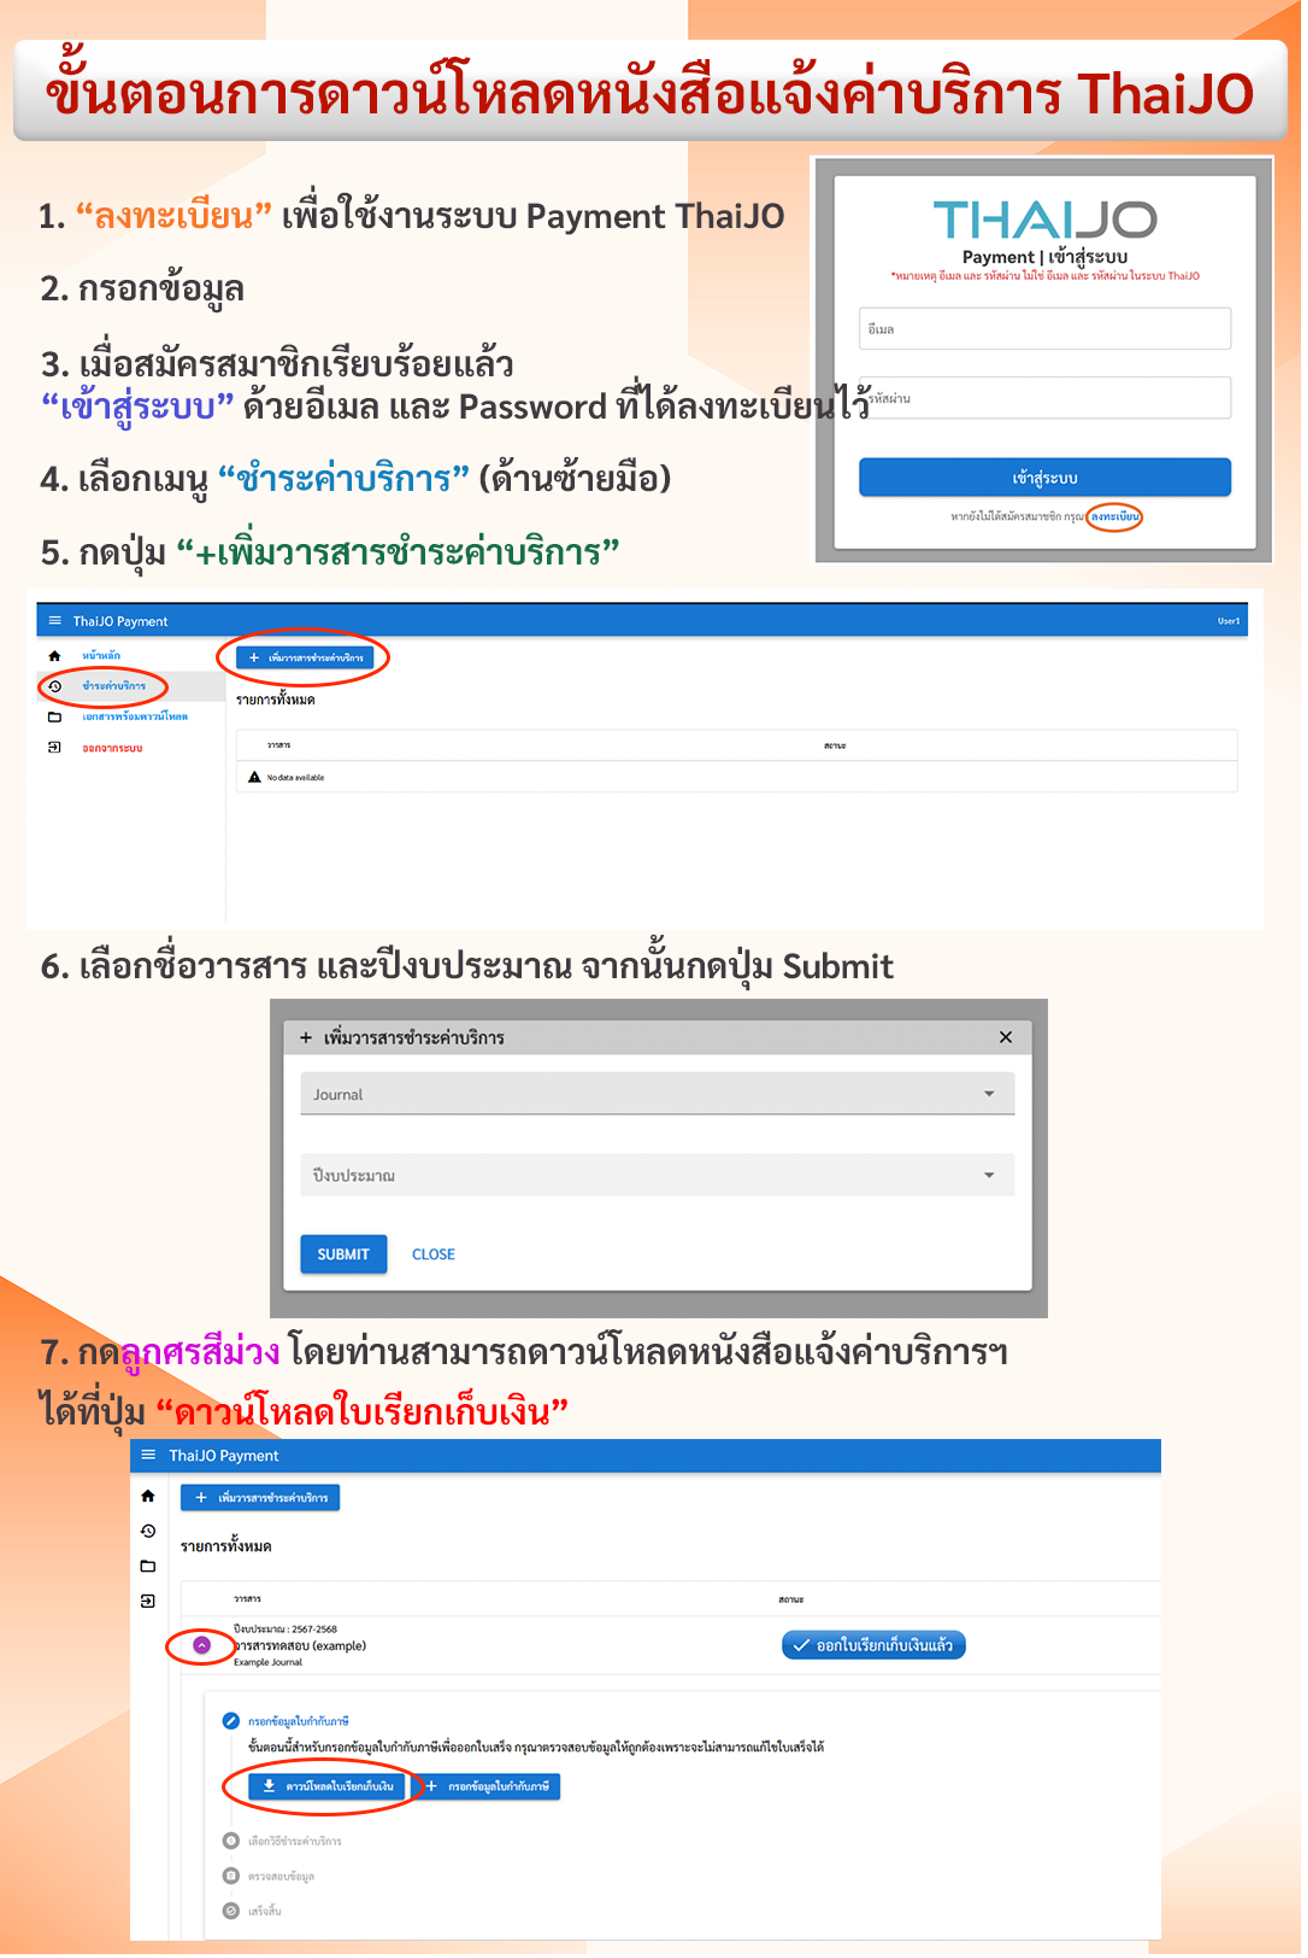 ขั้นตอนการดาวน์โหลดหนังสือแจ้งค่าบริการ ThaiJO
1. “ลงทะเบียน” เพื่อใช้งานระบบ Payment ThaiJO
2. กรอกข้อมูล
3. เมื่อสมัครสมาชิกเรียบร้อยแล้ว
“เข้าสู่ระบบ” ด้วยอีเมล และ Password ที่ได้ลงทะเบียนไว้
4. เลือกเมนู “ชำระค่าบริการ” (ด้านซ้ายมือ)
5. กดปุ่ม “+เพิ่มวารสารชำระค่าบริการ”
THAIJO
Payment | เข้าสู่ระบบ
*หมายเหตุ อีเมล และ รหัสผ่าน ไม่ใช่ อีเมล และ รหัสผ่าน ในระบบ ThaiJO
อีเมล
รหัสผ่าน
เข้าสู่ระบบ
หากยังไม่ได้สมัครสมาชชิก กรุณา ลงทะเบียน
ThaiJO Payment
User1
หน้าหลัก
ชำระค่าบริการ
เอกสารพร้อมดาวน์โหลด
ออกจากระบบ
+ เพิ่มวารสารชำระค่าบริการ
รายการทั้งหมด
วารสาร สถานะ
No data available
6. เลือกชื่อวารสาร และปีงบประมาณ จากนั้นกดปุ่ม Submit
+ เพิ่มวารสารชำระค่าบริการ
Journal
ปีงบประมาณ
SUBMIT CLOSE
7. กดลูกศรสีม่วง โดยท่านสามารถดาวน์โหลดหนังสือแจ้งค่าบริการฯ
ได้ที่ปุ่ม “ดาวน์โหลดใบเรียกเก็บเงิน”
ThaiJO Payment
+ เพิ่มวารสารชำระค่าบริการ
รายการทั้งหมด
วารสาร สถานะ
ปีงบประมาณ : 2567-2568
วารสารทดสอบ (example)
Example Journal
ออกใบเรียกเก็บเงินแล้ว
กรอกข้อมูลใบกำกับภาษี
ขั้นตอนนี้สำหรับกรอกข้อมูลใบกำกับภาษีเพื่อออกใบเสร็จ กรุณาตรวจสอบข้อมูลให้ถูกต้องเพราะจะไม่สามารถแก้ไขใบเสร็จได้
ดาวน์โหลดใบเรียกเก็บเงิน + กรอกข้อมูลใบกำกับภาษี
เลือกวิธีชำระค่าบริการ
ตรวจสอบข้อมูล
เสร็จสิ้น